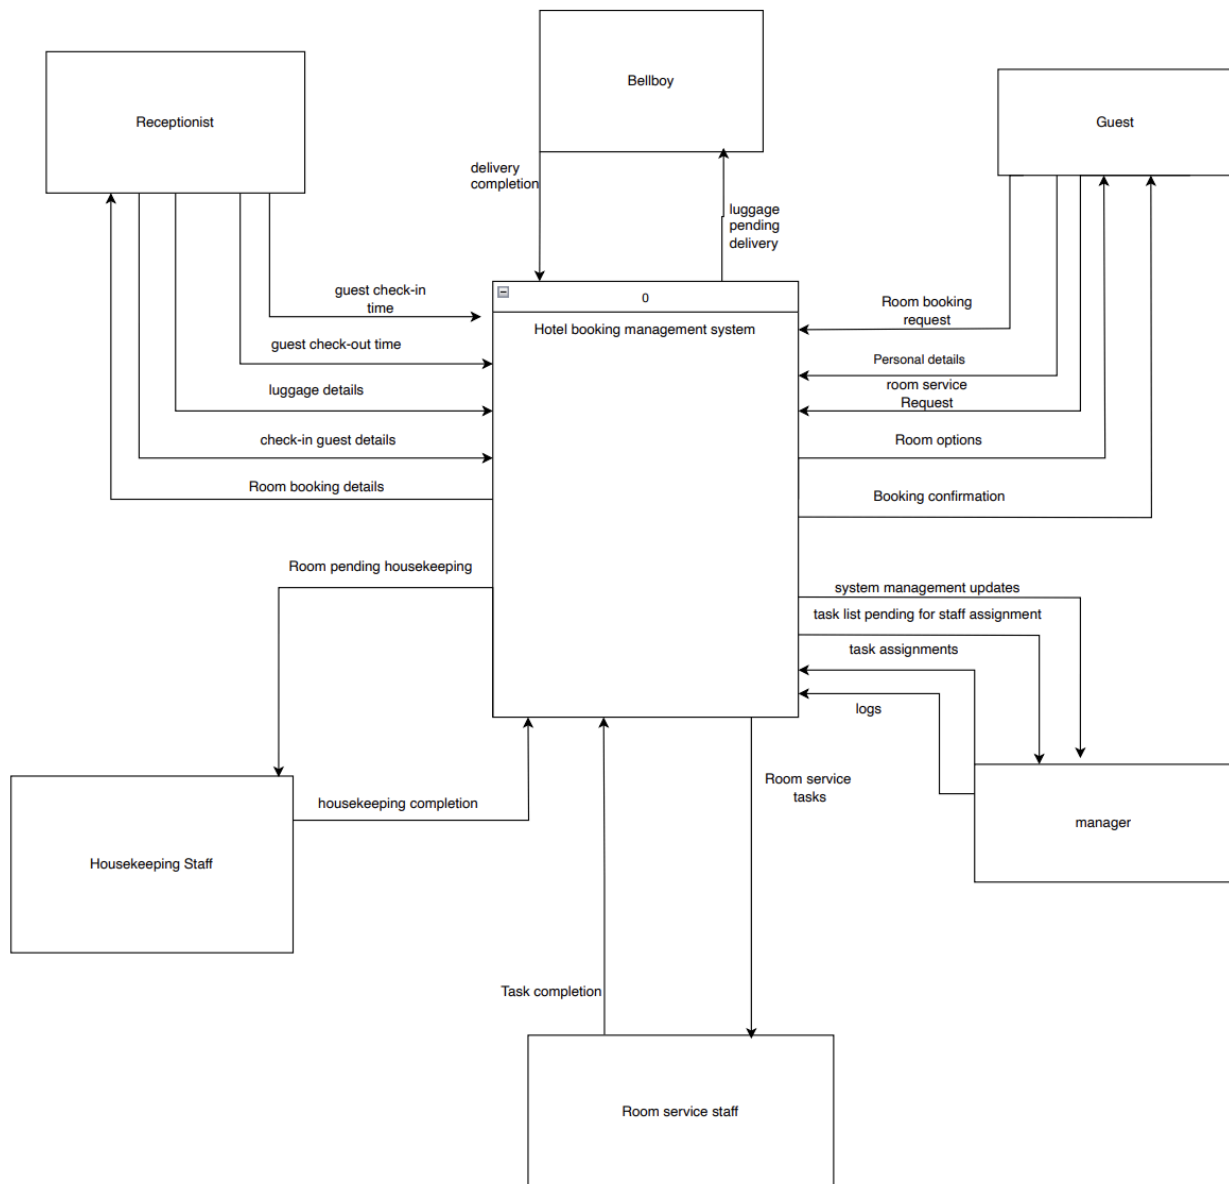 Bellboy
Receptionist
Guest
delivery
completion
luggage
pending
delivery
guest check-in
time
0
Hotel booking management system
Room booking
request
guest check-out time
Personal details
luggage details
room service
Request
check-in guest details
Room options
Room booking details
Booking confirmation
Room pending housekeeping
system management updates
task list pending for staff assignment
task assignments
logs
Room service
tasks
housekeeping completion
manager
Housekeeping Staff
Task completion
Room service staff